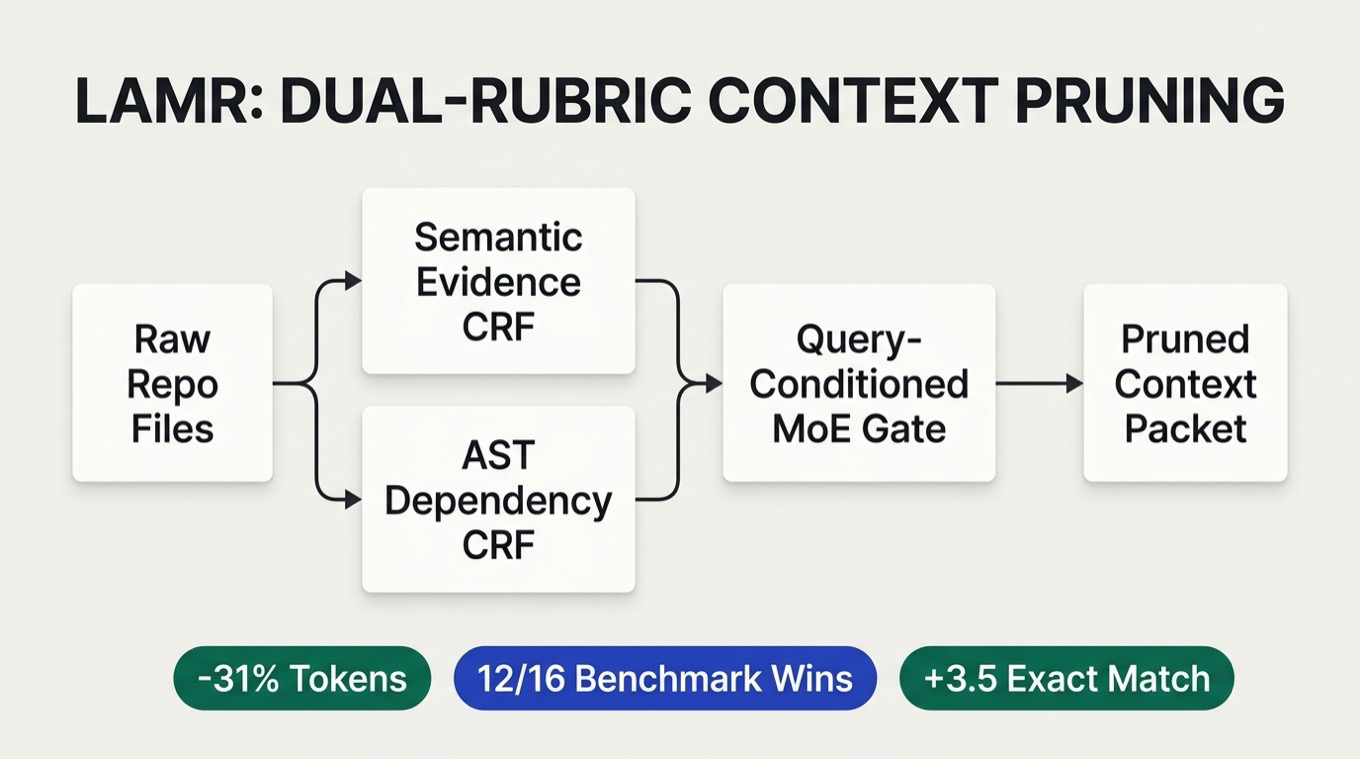 LAMR: DUAL-RUBRIC CONTEXT PRUNING
Raw
Repo
Files
Semantic
Evidence
CRF
AST
Dependency
CRF
Query-
Conditioned
MoE Gate
Pruned
Context
Packet
-31% Tokens
12/16 Benchmark Wins
+3.5 Exact Match